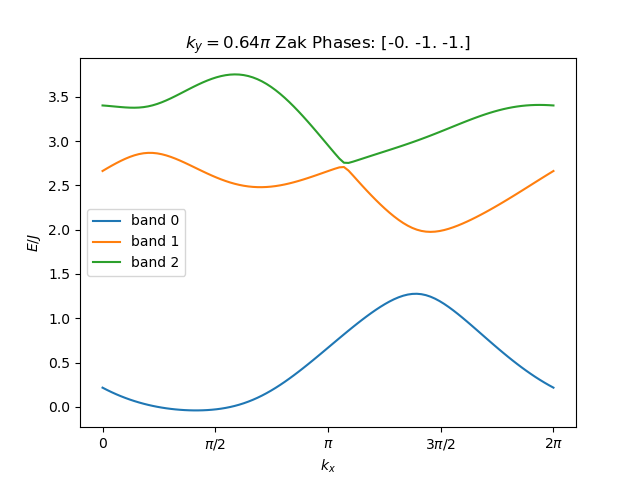 k_y = 0.64π Zak Phases: [-0. -1. -1.]
E/J
3.5
3.0
2.5
2.0
1.5
1.0
0.5
0.0
band 0
band 1
band 2
0
π/2
π
3π/2
2π
k_x